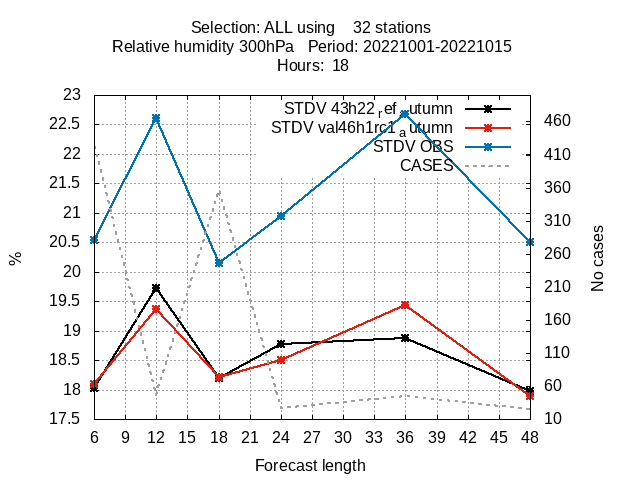 Selection: ALL using 32 stations
Relative humidity 300hPa Period: 20221001-20221015
Hours: 18
23
22.5
22
21.5
21
20.5
20
19.5
19
18.5
18
17.5
%
STDV 43h22_ref_autumn
STDV val46h1rc1_autumn
STDV OBS
CASES
460
410
360
310
260
210
160
110
60
10
No cases
6 9 12 15 18 21 24 27 30 33 36 39 42 45 48
Forecast length